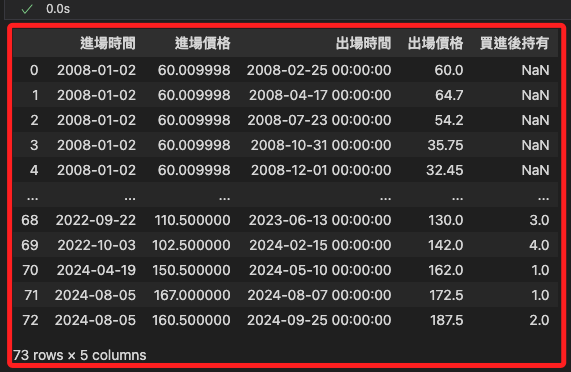 0.0s
進場時間 進場價格 出場時間 出場價格 買進後持有
0 2008-01-02 60.009998 2008-02-25 00:00:00 60.0 NaN
1 2008-01-02 60.009998 2008-04-17 00:00:00 64.7 NaN
2 2008-01-02 60.009998 2008-07-23 00:00:00 54.2 NaN
3 2008-01-02 60.009998 2008-10-31 00:00:00 35.75 NaN
4 2008-01-02 60.009998 2008-12-01 00:00:00 32.45 NaN
... ... ... ... ... ...
68 2022-09-22 110.500000 2023-06-13 00:00:00 130.0 3.0
69 2022-10-03 102.500000 2024-02-15 00:00:00 142.0 4.0
70 2024-04-19 150.500000 2024-05-10 00:00:00 162.0 1.0
71 2024-08-05 167.000000 2024-08-07 00:00:00 172.5 1.0
72 2024-08-05 160.500000 2024-09-25 00:00:00 187.5 2.0
73 rows × 5 columns